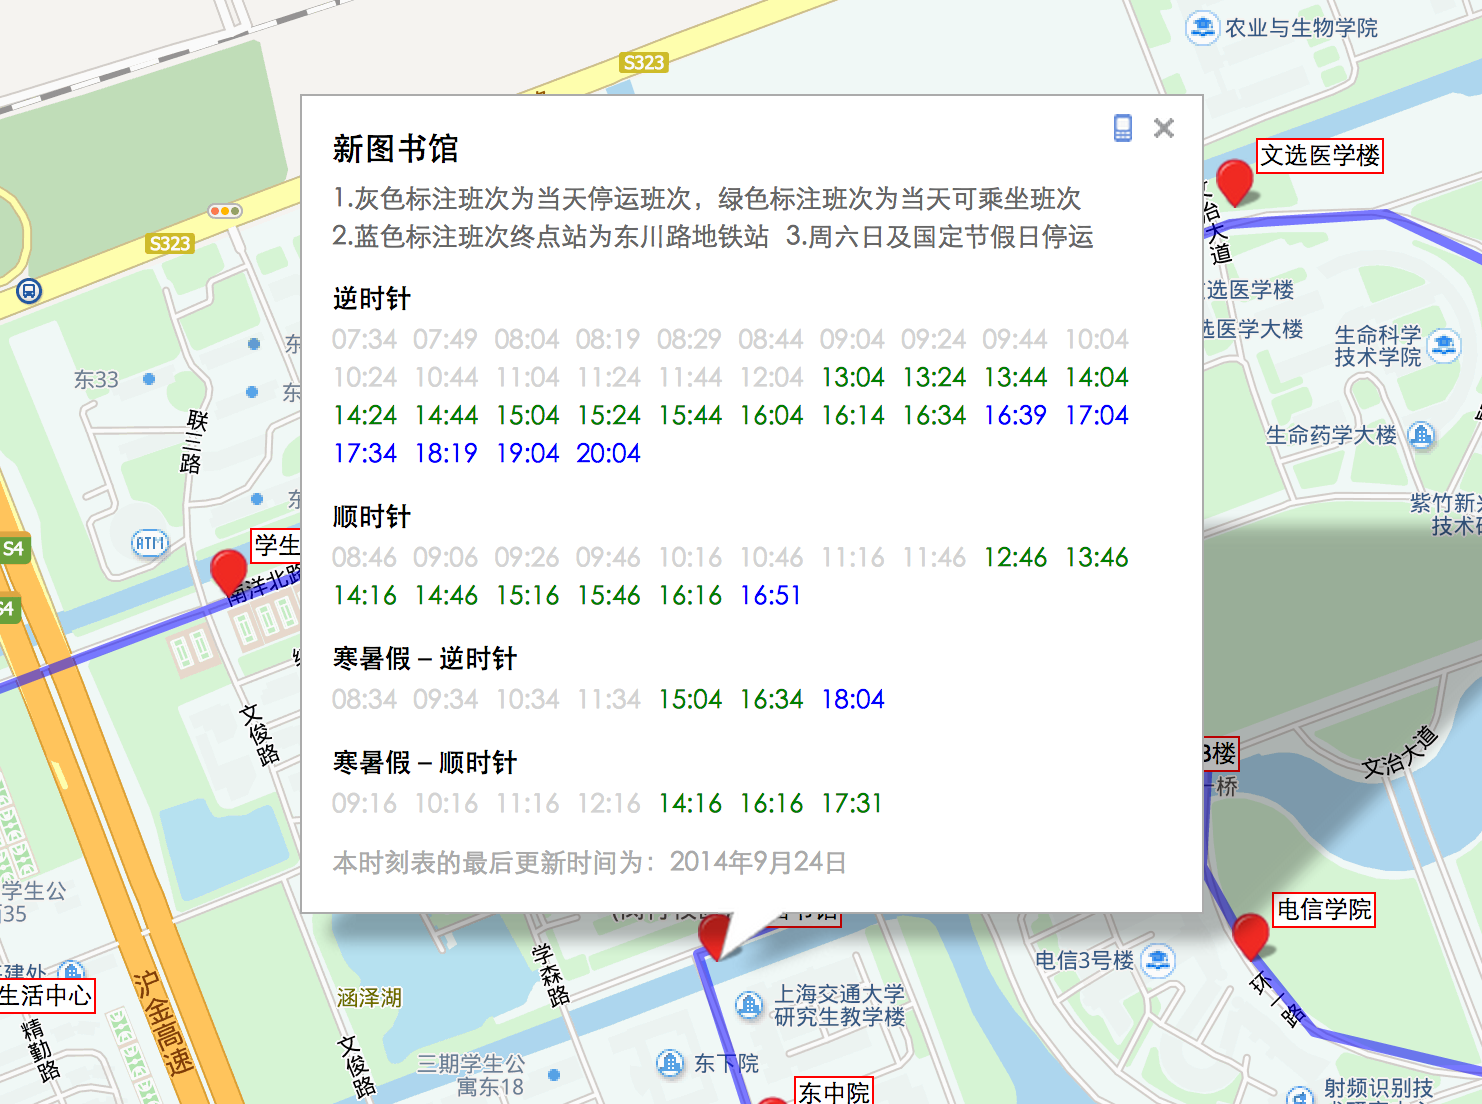 农业与生物学院
S323
新图书馆
文选医学楼
1.灰色标注班次为当天停运班次，绿色标注班次为当天可乘坐班次
2.蓝色标注班次终点站为东川路地铁站 3.周六日及国定节假日停运
S323
文治大道
逆时针
选医学楼
07:34 07:49 08:04 08:19 08:29 08:44 09:04 09:24 09:44 10:04
选医学大楼
生命科学
技术学院
10:24 10:44 11:04 11:24 11:44 12:04 13:04 13:24 13:44 14:04
东33
14:24 14:44 15:04 15:24 15:44 16:04 16:14 16:34 16:39 17:04
联三路
生命药学大楼
17:34 18:19 19:04 20:04
顺时针
紫竹新兴
技术研
08:46 09:06 09:26 09:46 10:16 10:46 11:16 11:46 12:46 13:46
S4
ATM
学生
南洋北路
14:16 14:46 15:16 15:46 16:16 16:51
S4
寒暑假 – 逆时针
08:34 09:34 10:34 11:34 15:04 16:34 18:04
文俊路
寒暑假 – 顺时针
B楼
一桥
文治大道
09:16 10:16 11:16 12:16 14:16 16:16 17:31
本时刻表的最后更新时间为：2014年9月24日
学生公
35
电信学院
建处
生活中心
学森路
电信3号楼
沪金高速
涵泽湖
上海交通大学
研究生教学楼
环一路
精勤路
文俊路
三期学生公
寓东18
东下院
东中院
射频识别技